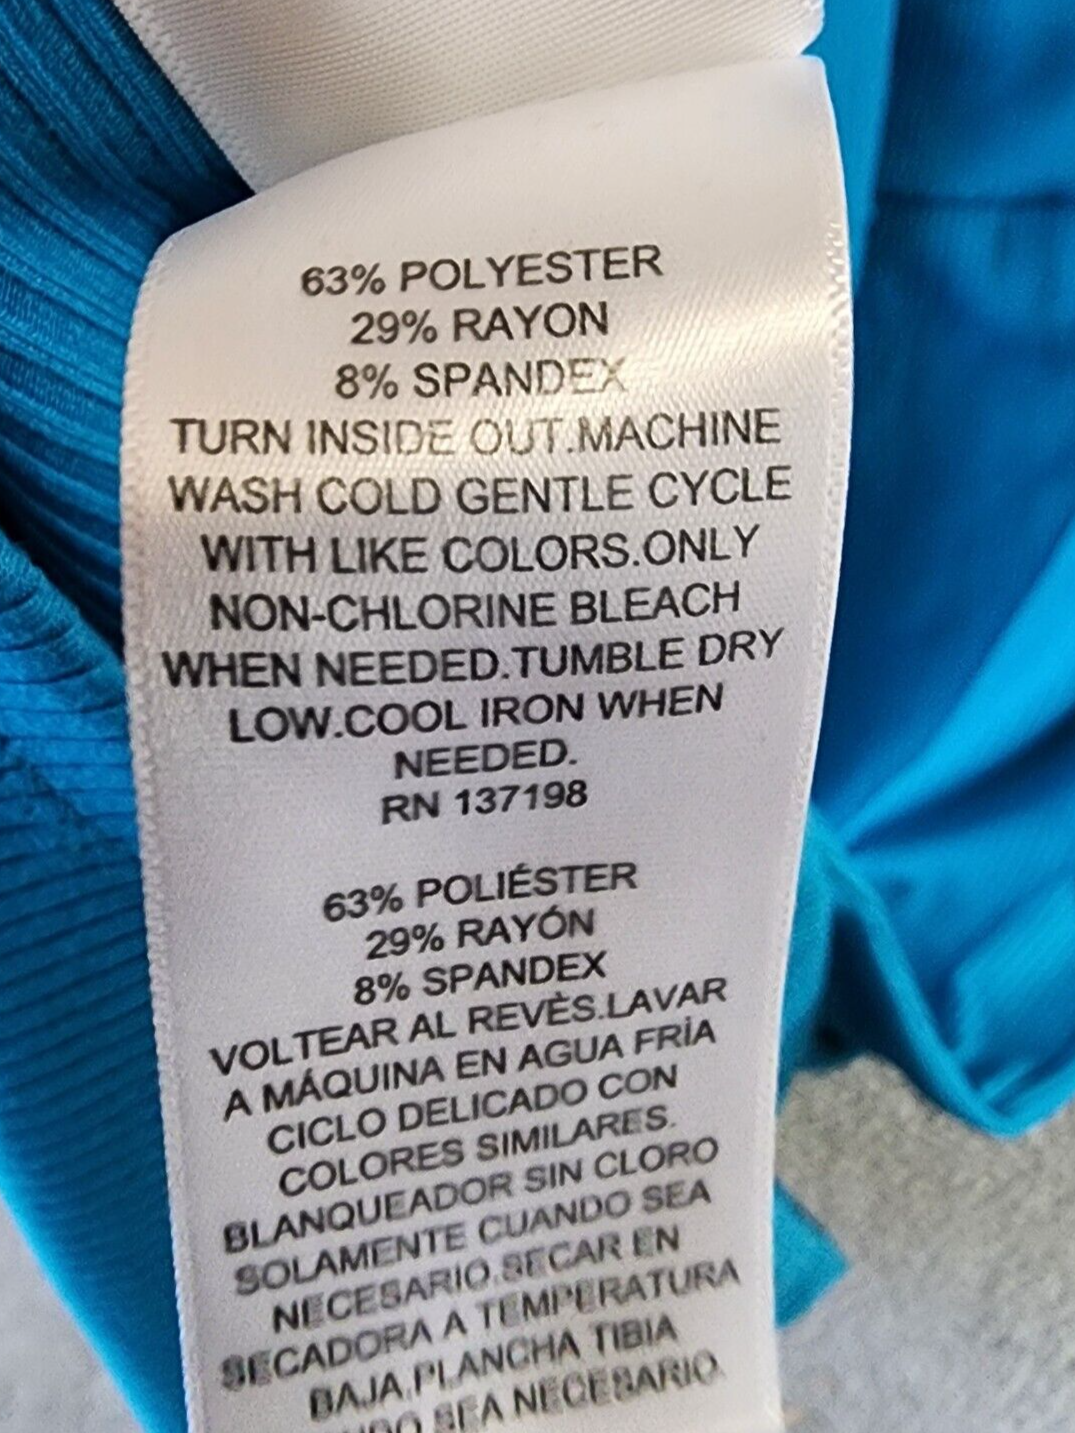 63% POLYESTER
29% RAYON
8% SPANDEX
TURN INSIDE OUT.MACHINE
WASH COLD GENTLE CYCLE
WITH LIKE COLORS.ONLY
NON-CHLORINE BLEACH
WHEN NEEDED.TUMBLE DRY
LOW.COOL IRON WHEN
NEEDED.
RN 137198
63% POLIÉSTER
29% RAYÓN
8% SPANDEX
VOLTEAR AL REVÈS.LAVAR
A MÁQUINA EN AGUA FRÍA
CICLO DELICADO CON
COLORES SIMILARES.
BLANQUEADOR SIN CLORO
SOLAMENTE CUANDO SEA
NECESARIO.SECAR EN
SECADORA A TEMPERATURA
BAJA.PLANCHA TIBIA
SEA NECESARIO.